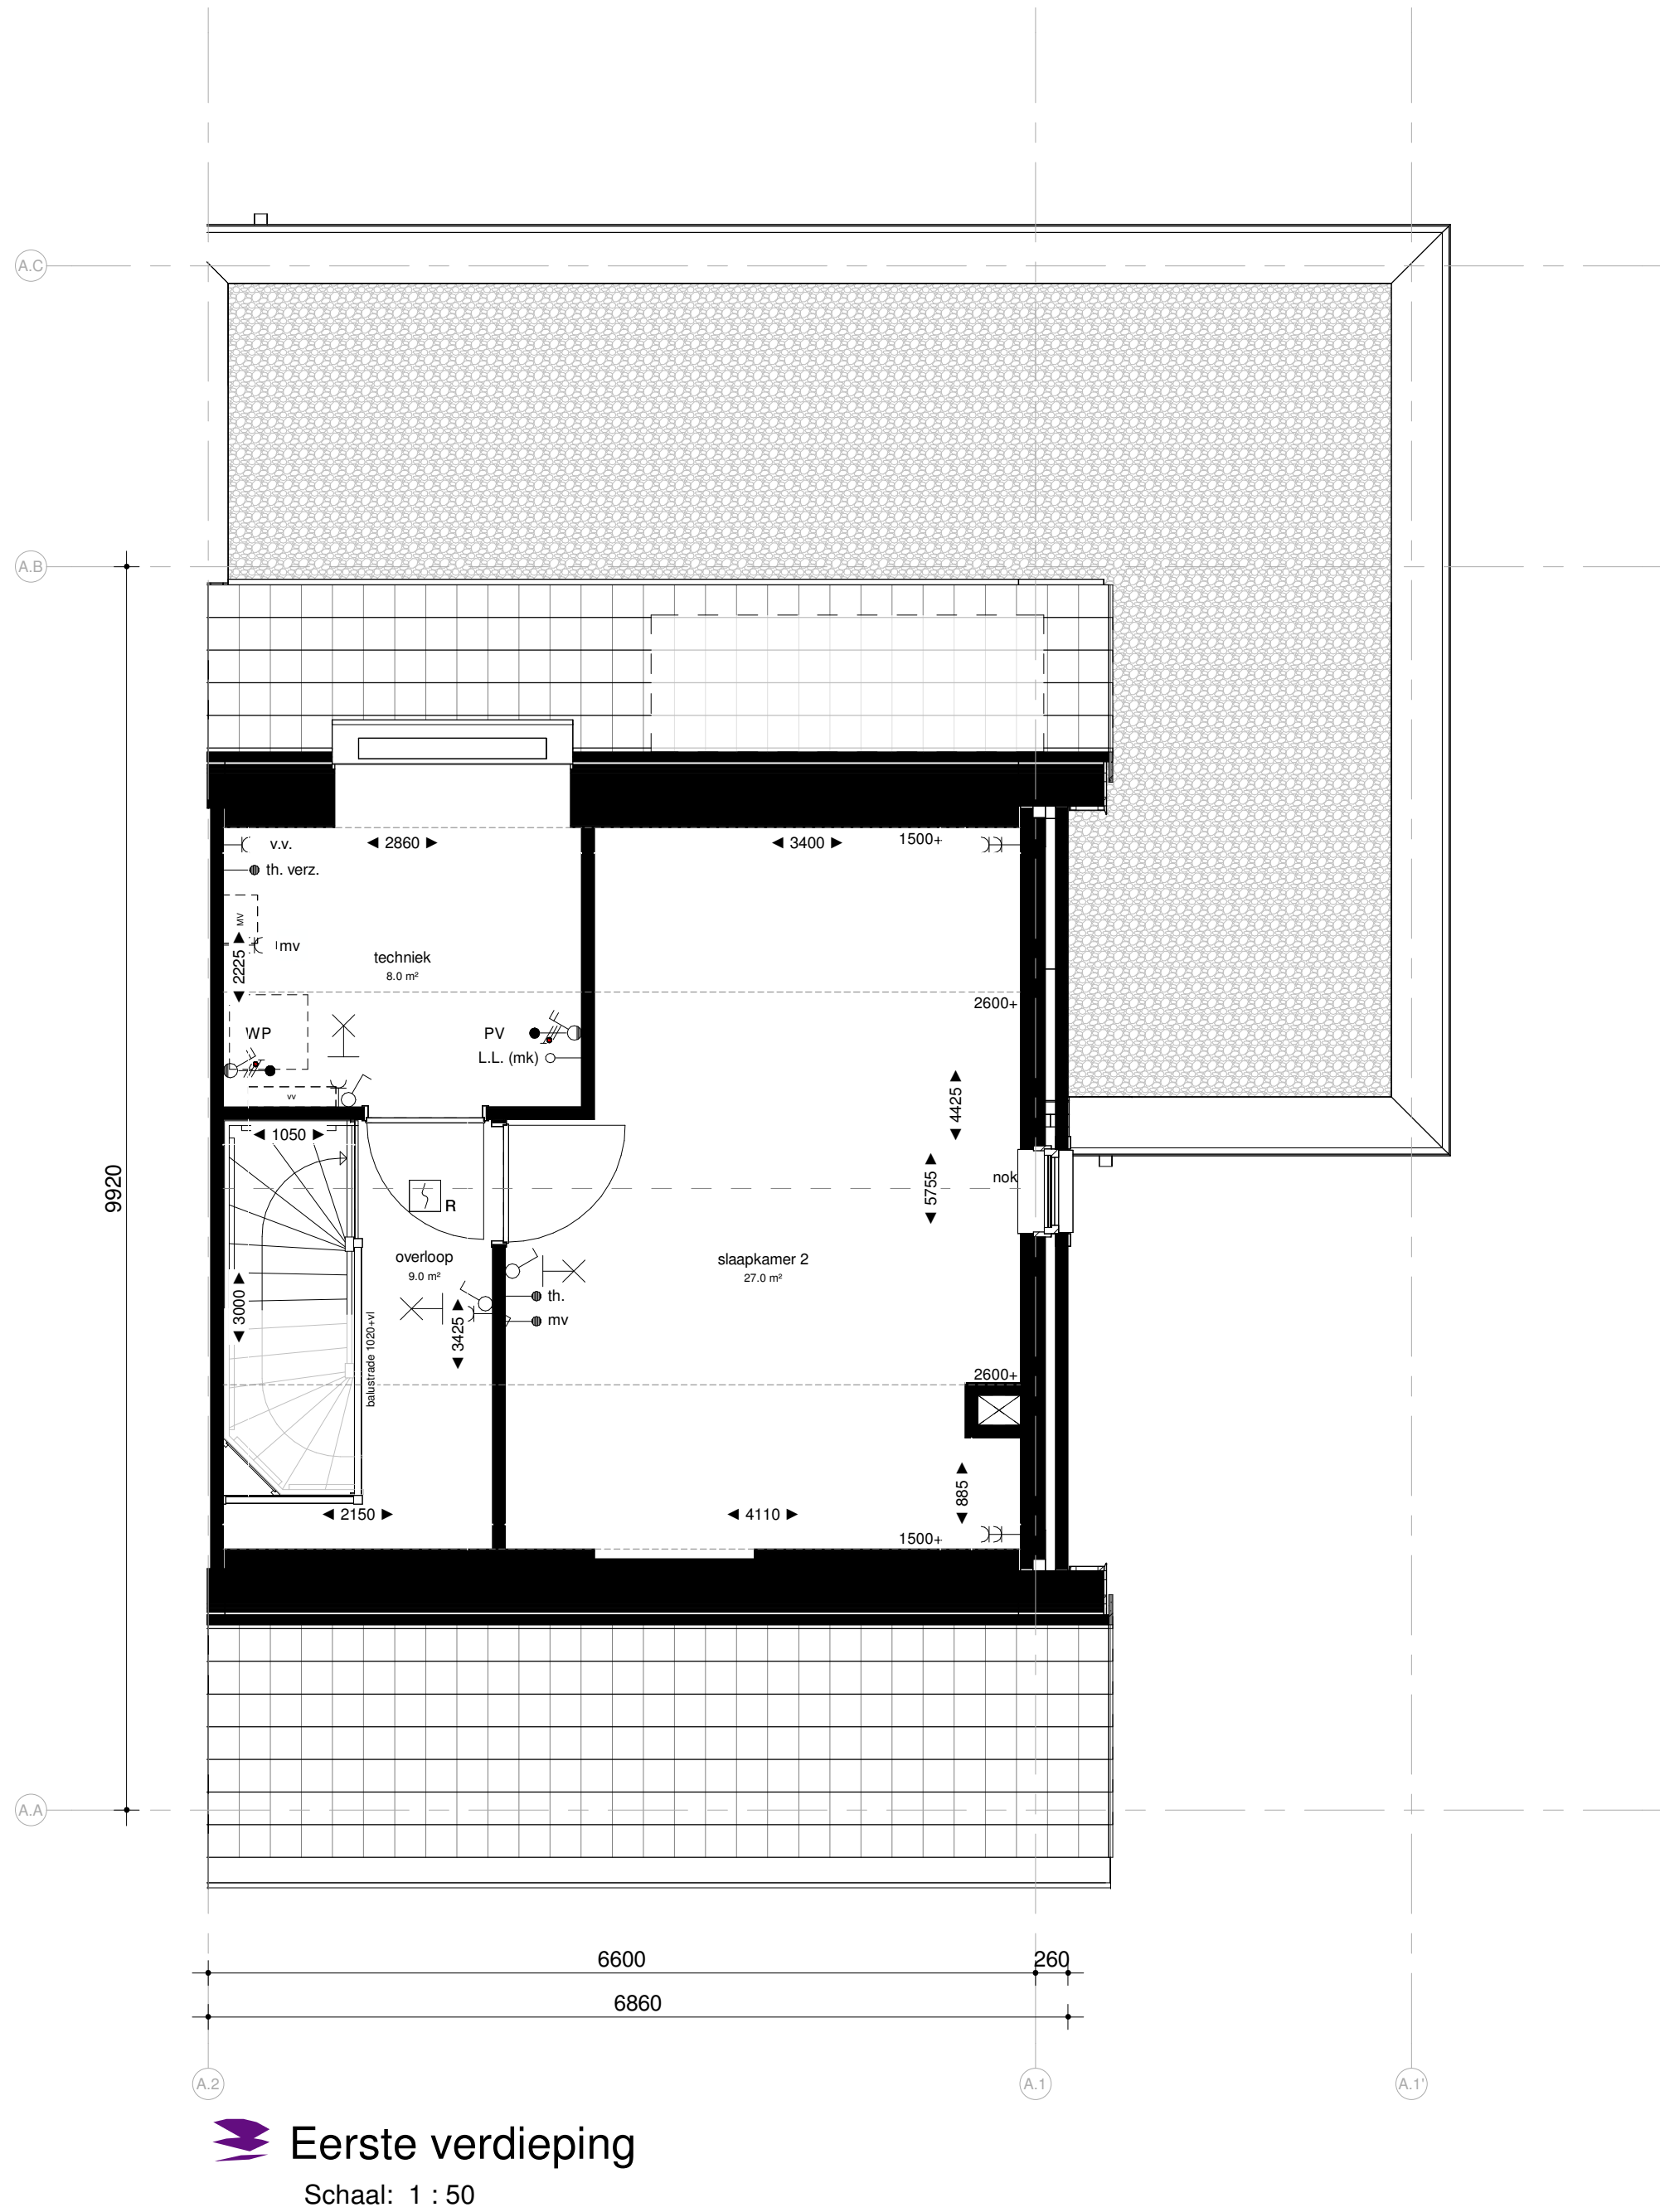 A.C
A.B
v.v.
2860
3400
1500+
th. verz.
MV
mv
2225
techniek
8.0 m²
2600+
WP
PV
L.L. (mk)
vv
4425
1050
9920
5755
nok
R
overloop
9.0 m²
slaapkamer 2
27.0 m²
3000
th.
mv
3425
balustrade 1020+vl
2600+
885
2150
4110
1500+
A.A
6600
260
6860
A.2
A.1
A.1'
Eerste verdieping
Schaal: 1 : 50